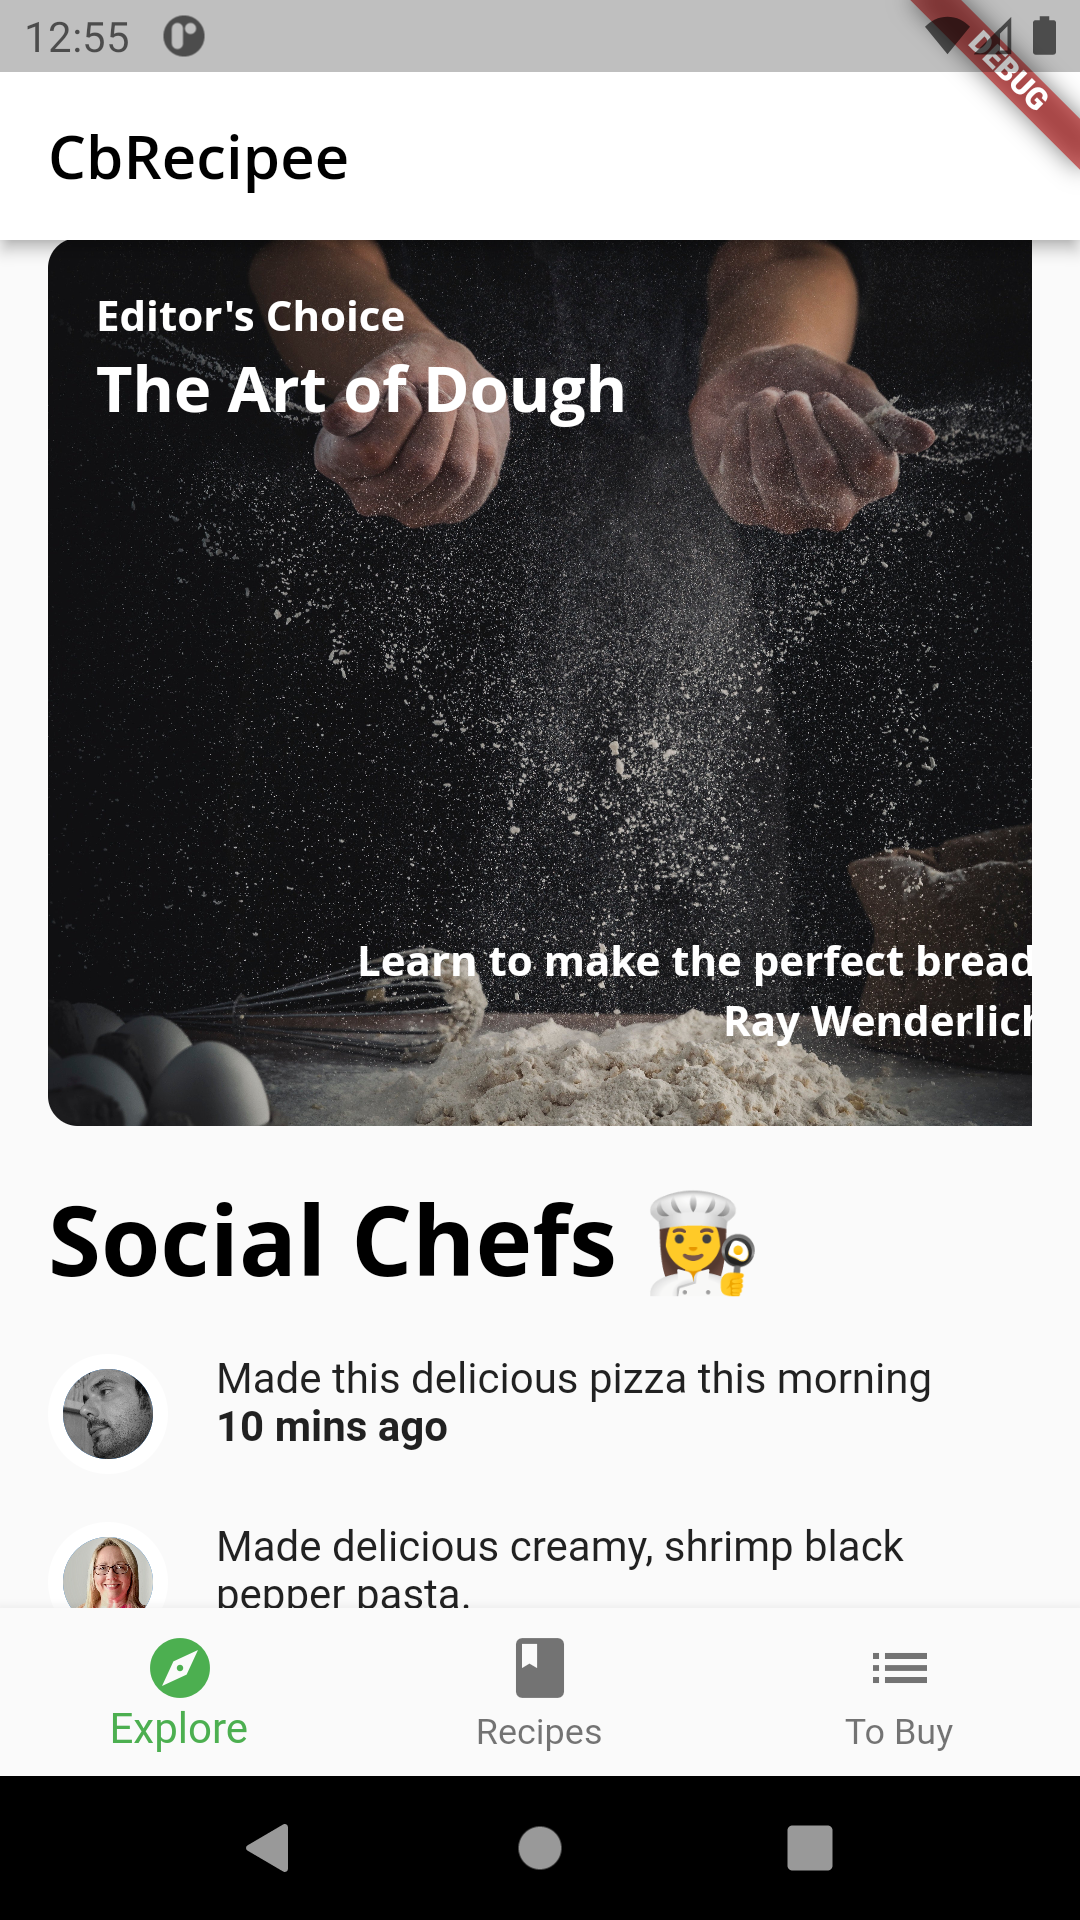 12:55
DEBUG
CbRecipee
Editor's Choice
The Art of Dough
Learn to make the perfect bread
Ray Wenderlich
Social Chefs
Made this delicious pizza this morning
10 mins ago
Made delicious creamy, shrimp black
pepper pasta.
Explore
Recipes
To Buy